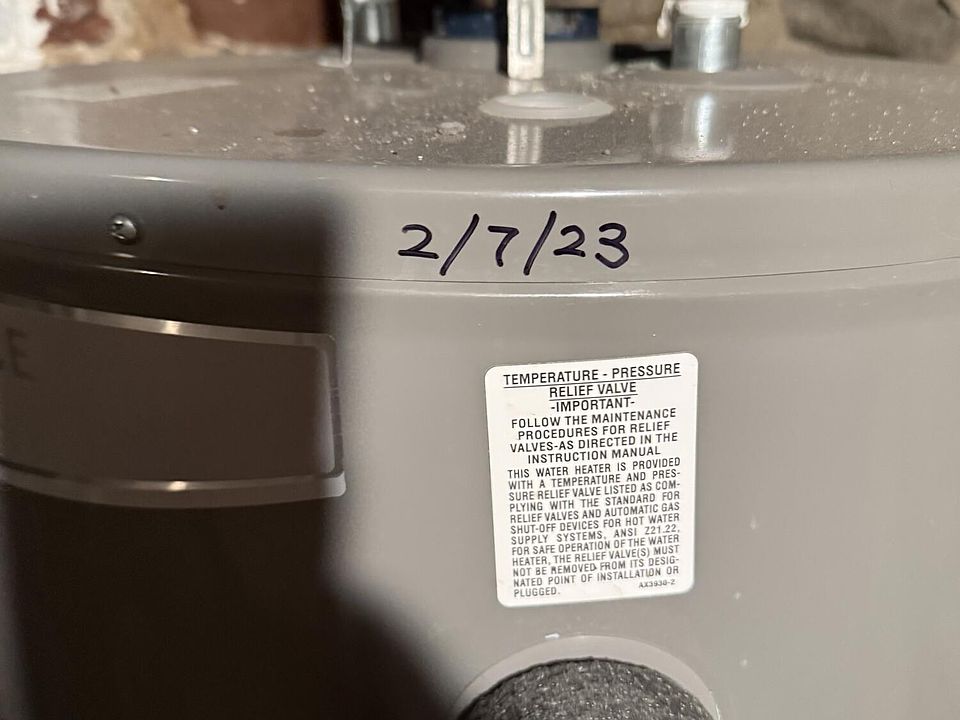 2/7/23
TEMPERATURE - PRESSURE
RELIEF VALVE
-IMPORTANT-
FOLLOW THE MAINTENANCE
PROCEDURES FOR RELIEF
VALVES-AS DIRECTED IN THE
INSTRUCTION MANUAL
THIS WATER HEATER IS PROVIDED
WITH A TEMPERATURE AND PRES-
SURE RELIEF VALVE LISTED AS COM-
PLYING WITH THE STANDARD FOR
RELIEF VALVES AND AUTOMATIC GAS
SHUT-OFF DEVICES FOR HOT WATER
SUPPLY SYSTEMS, ANSI Z21.22.
FOR SAFE OPERATION OF THE WATER
HEATER, THE RELIEF VALVE(S) MUST
NOT BE REMOVED FROM ITS DESIG-
NATED POINT OF INSTALLATION OR
PLUGGED.
AX3938-2